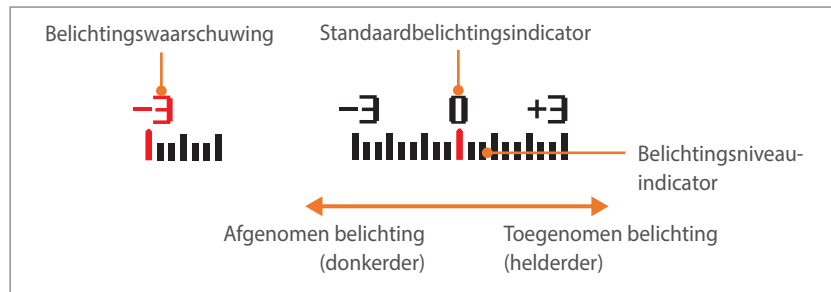 Belichtingswaarschuwing
Standaardbelichtingsindicator
−3
−3 0 +3
Belichtingsniveau-
indicator
Afgenomen belichting
(donkerder)
Toegenomen belichting
(helderder)